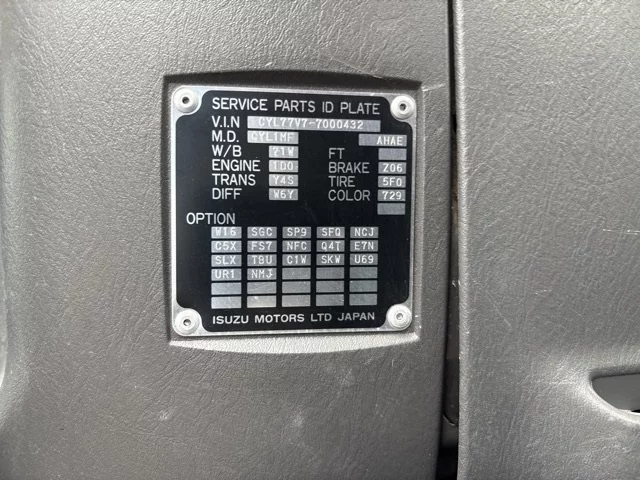 SERVICE PARTS ID PLATE
V.I.N CYL77V7-7000432
M.D. CYL1MF AHAE
W/B 21W FT
ENGINE 1D0 BRAKE Z06
TRANS Y4S TIRE 5F0
DIFF W6Y COLOR 729
OPTION
W16 SGC SP9 SFQ NCJ
C5X FS7 NFC Q4T E7N
SLX TBU C1W SKW U69
UR1 NMJ
ISUZU MOTORS LTD JAPAN